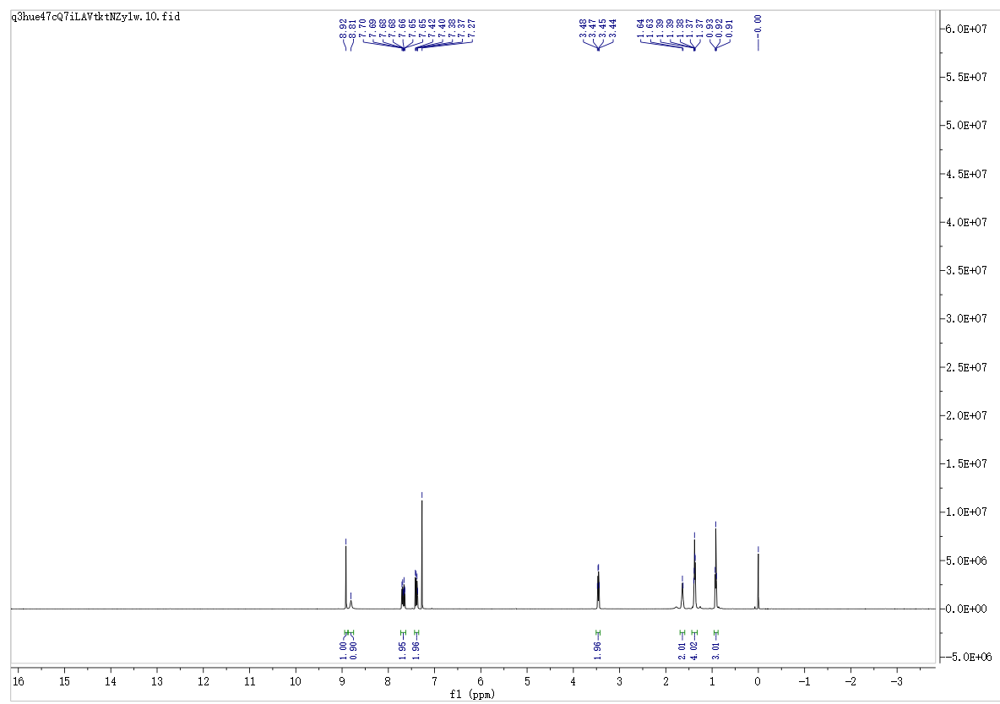 q3hue47cQ7iLAVtktNZylw.10.fid
8.92
8.81
7.70
7.69
7.68
7.68
7.66
7.65
7.65
7.42
7.40
7.38
7.37
7.27
3.48
3.47
3.45
3.44
1.64
1.63
1.39
1.39
1.38
1.37
1.37
0.93
0.92
0.91
-0.00
6.0E+07
5.5E+07
5.0E+07
4.5E+07
4.0E+07
3.5E+07
3.0E+07
2.5E+07
2.0E+07
1.5E+07
1.0E+07
5.0E+06
0.0E+00
-5.0E+06
1.00
0.90
1.95
1.96
1.96
2.01
4.02
3.01
16 15 14 13 12 11 10 9 8 7 6 5 4 3 2 1 0 -1 -2 -3
f1 (ppm)